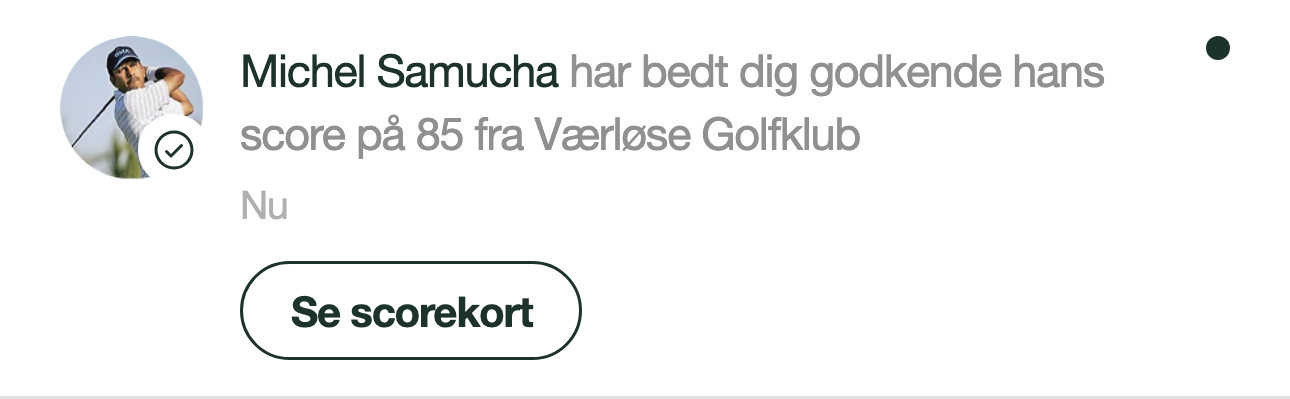 Michel Samucha har bedt dig godkende hans
score på 85 fra Værløse Golfklub
Nu
Se scorekort